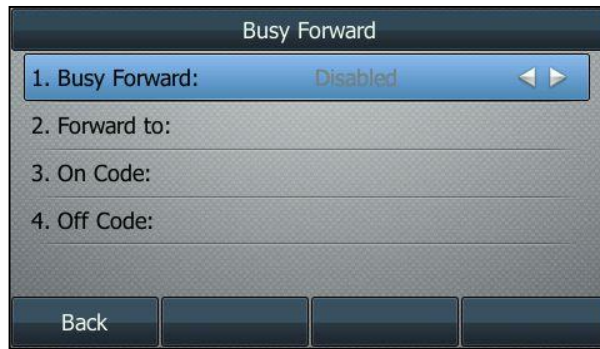 Busy Forward
1. Busy Forward: Disabled
2. Forward to:
3. On Code:
4. Off Code:
Back